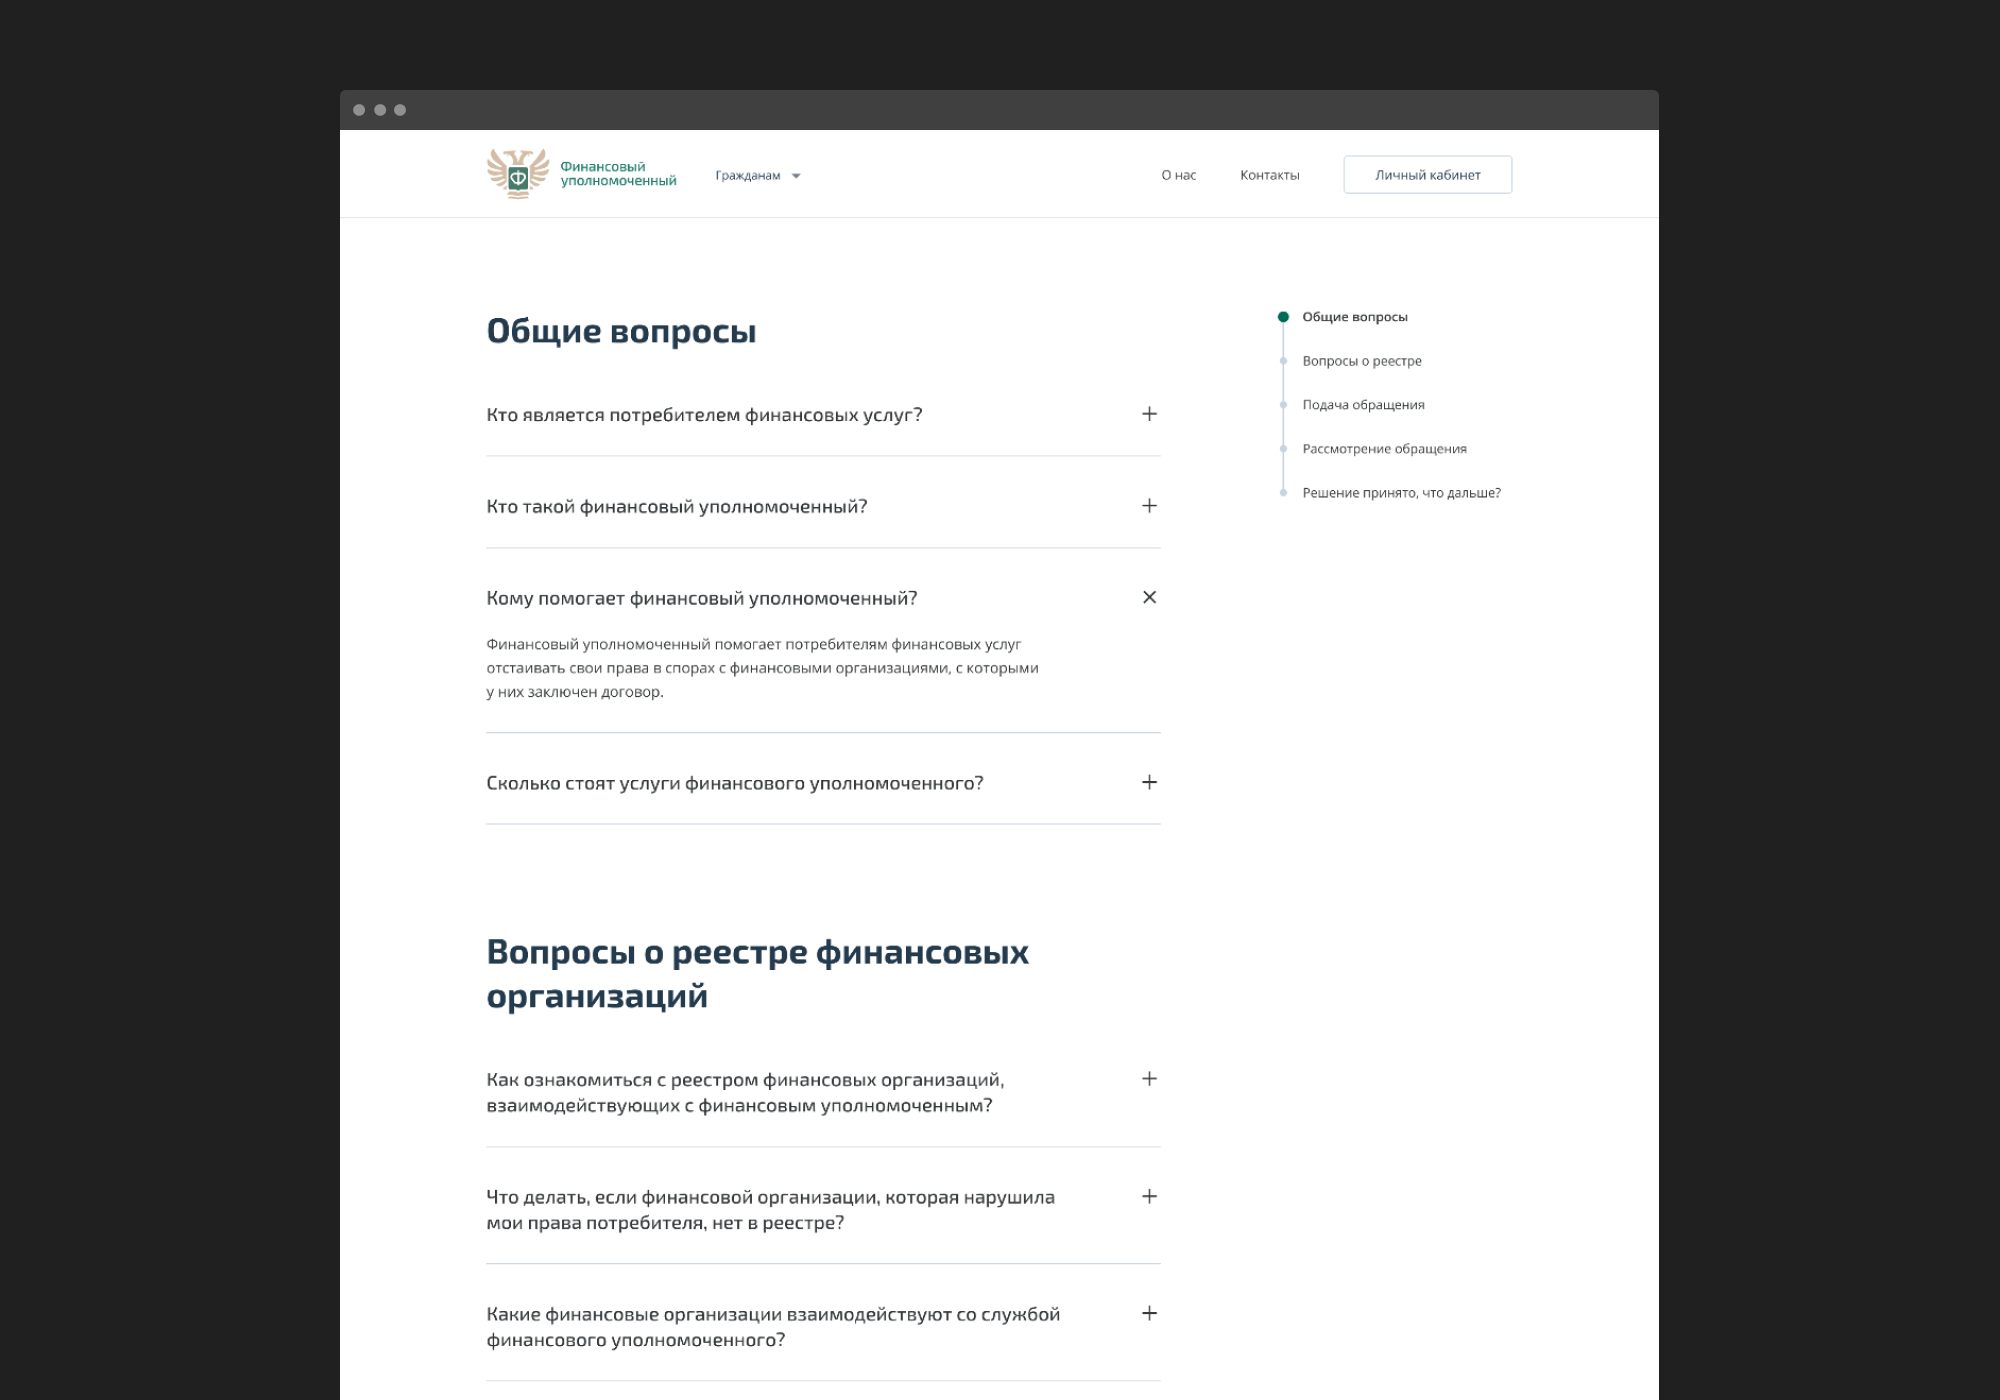 Финансовый
уполномоченный
Гражданам
О нас
Контакты
Личный кабинет
Общие вопросы
Кто является потребителем финансовых услуг?
Кто такой финансовый уполномоченный?
Кому помогает финансовый уполномоченный?
Финансовый уполномоченный помогает потребителям финансовых услуг
отстаивать свои права в спорах с финансовыми организациями, с которыми
у них заключен договор.
Сколько стоят услуги финансового уполномоченного?
Вопросы о реестре финансовых
организаций
Как ознакомиться с реестром финансовых организаций,
взаимодействующих с финансовым уполномоченным?
Что делать, если финансовой организации, которая нарушила
мои права потребителя, нет в реестре?
Какие финансовые организации взаимодействуют со службой
финансового уполномоченного?
Общие вопросы
Вопросы о реестре
Подача обращения
Рассмотрение обращения
Решение принято, что дальше?